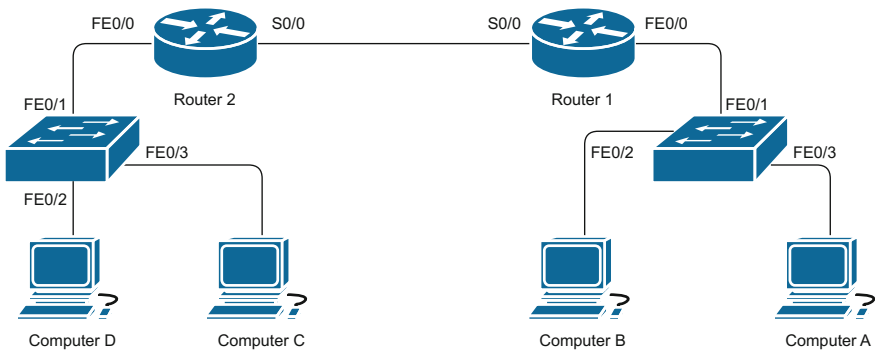 FE0/0
S0/0
S0/0
FE0/0
Router 2
Router 1
FE0/1
FE0/1
FE0/3
FE0/2
FE0/3
FE0/2
Computer D
Computer C
Computer B
Computer A